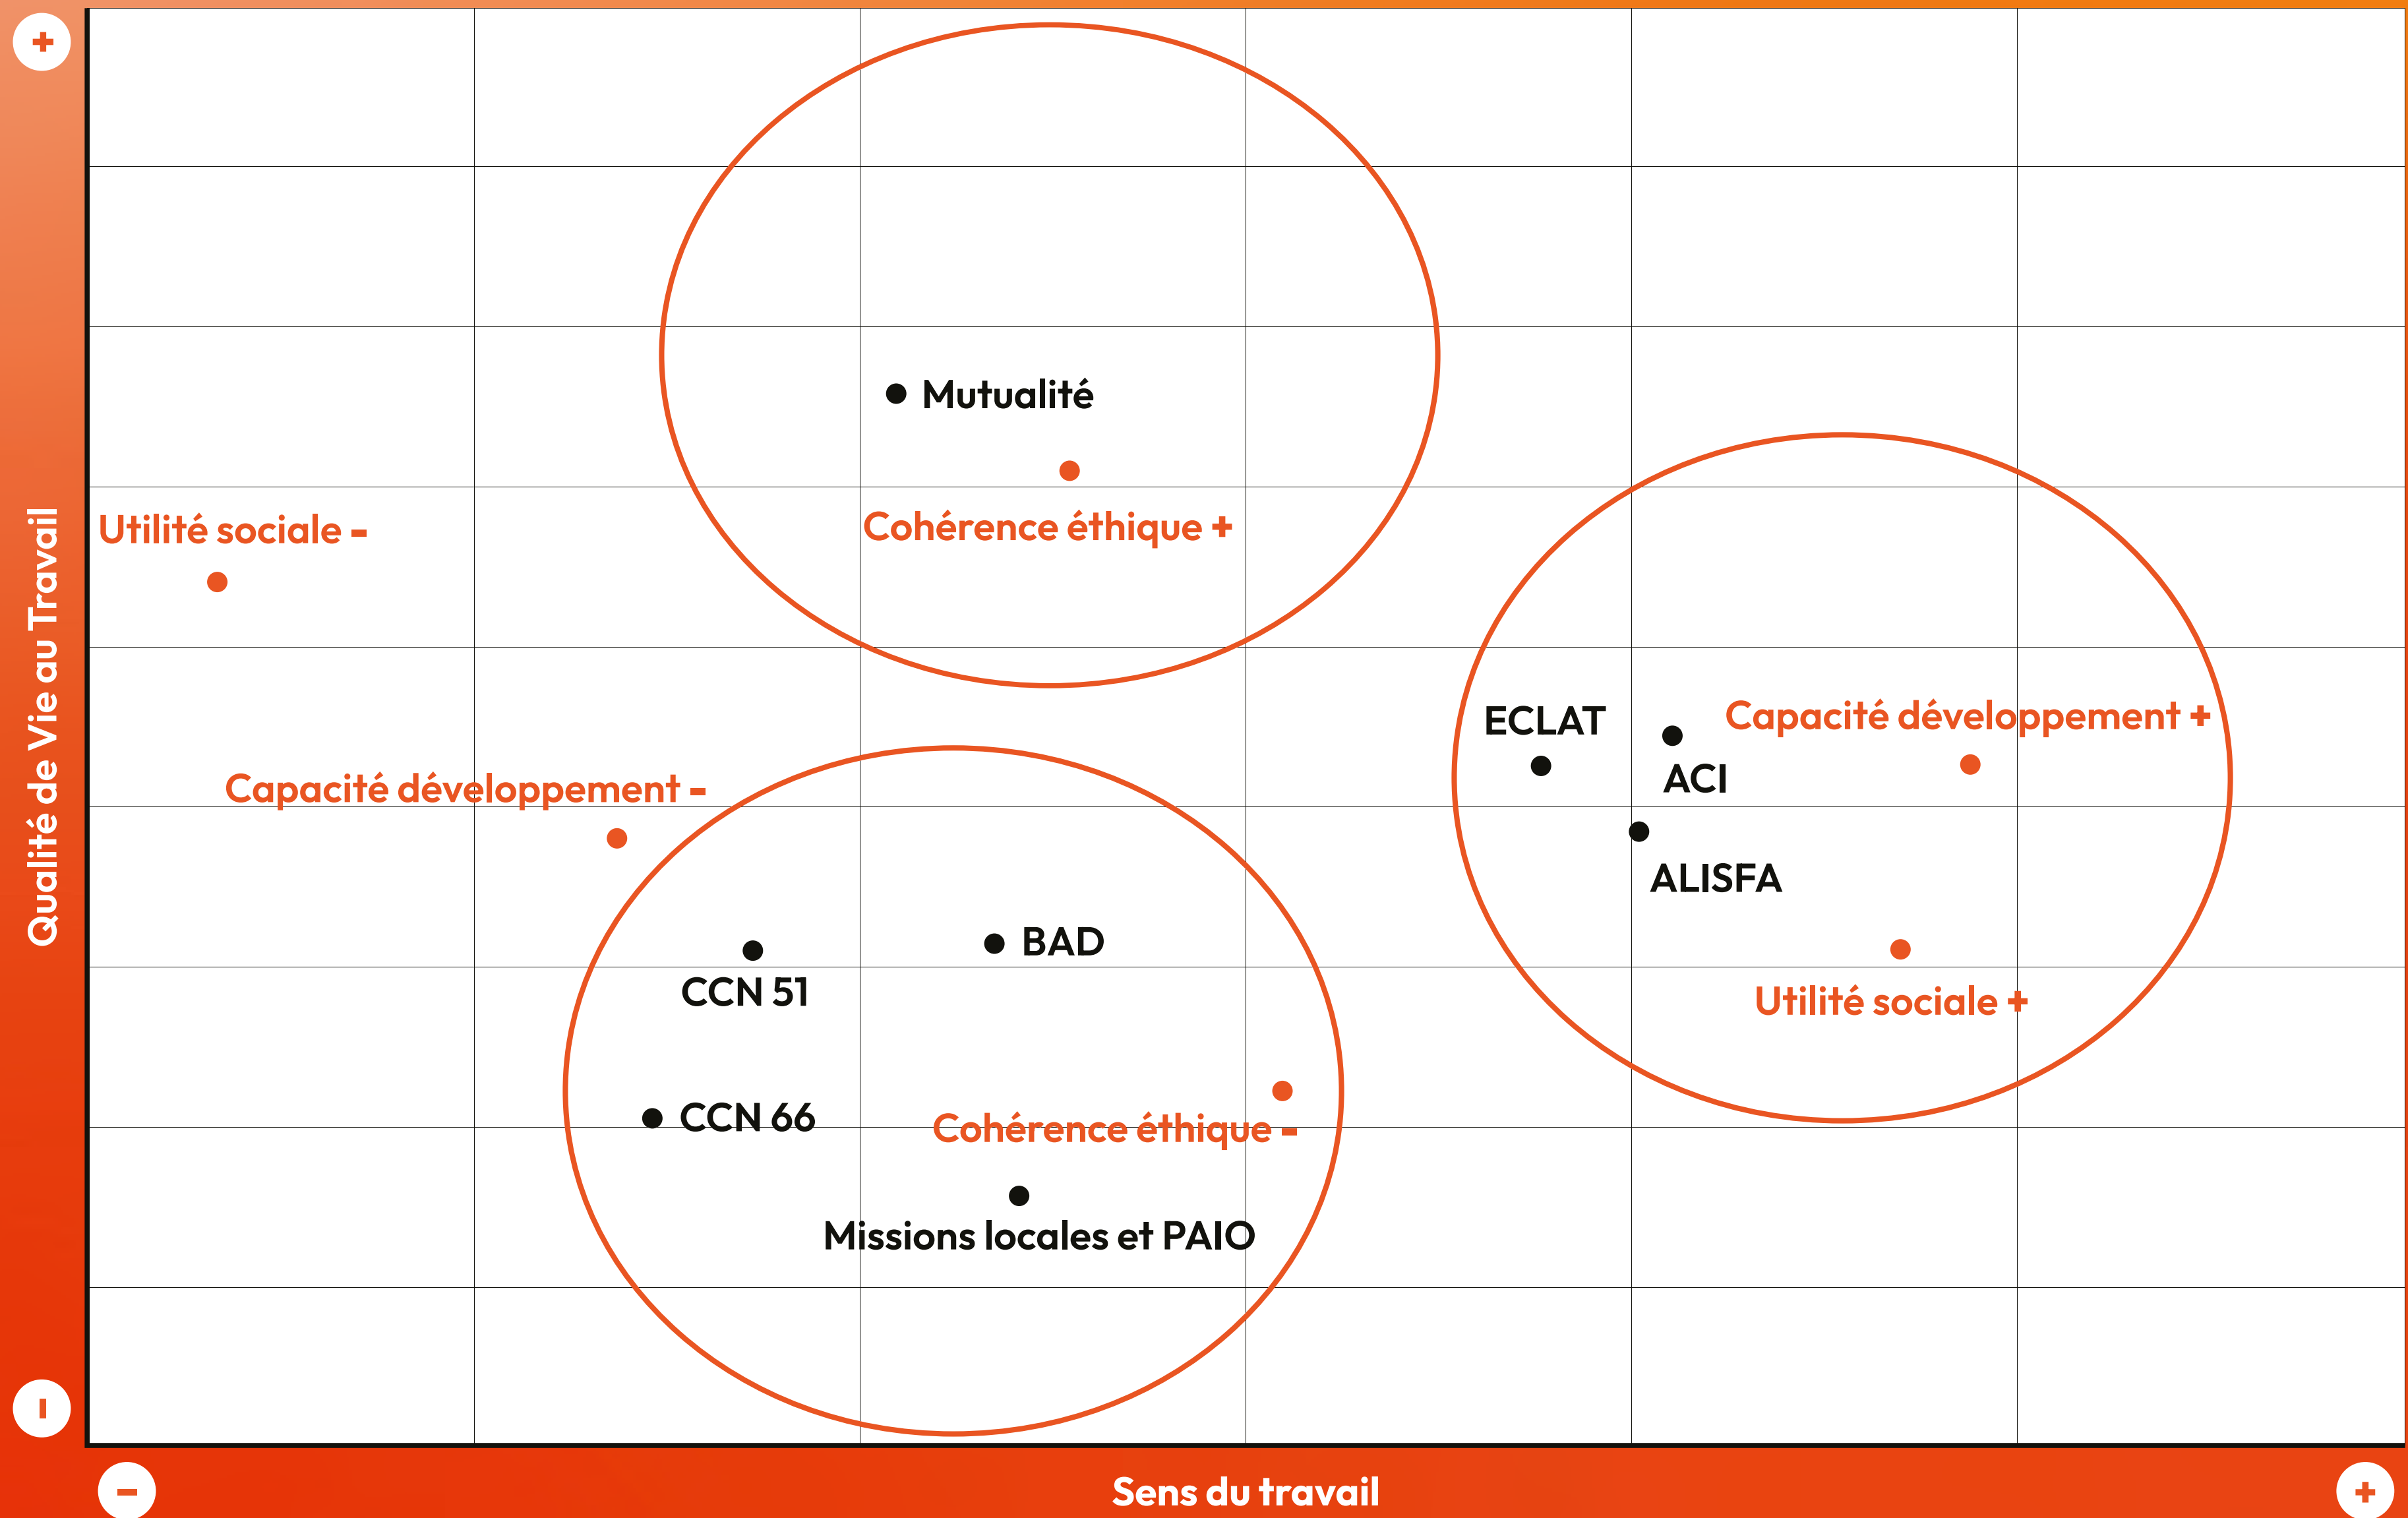 +
Qualité de Vie au Travail
-
Mutualité
Cohérence éthique +
Utilité sociale -
ECLAT
ACI
Capacité développement +
Capacité développement -
ALISFA
BAD
CCN 51
Utilité sociale +
CCN 66
Cohérence éthique -
Missions locales et PAIO
-
Sens du travail
+